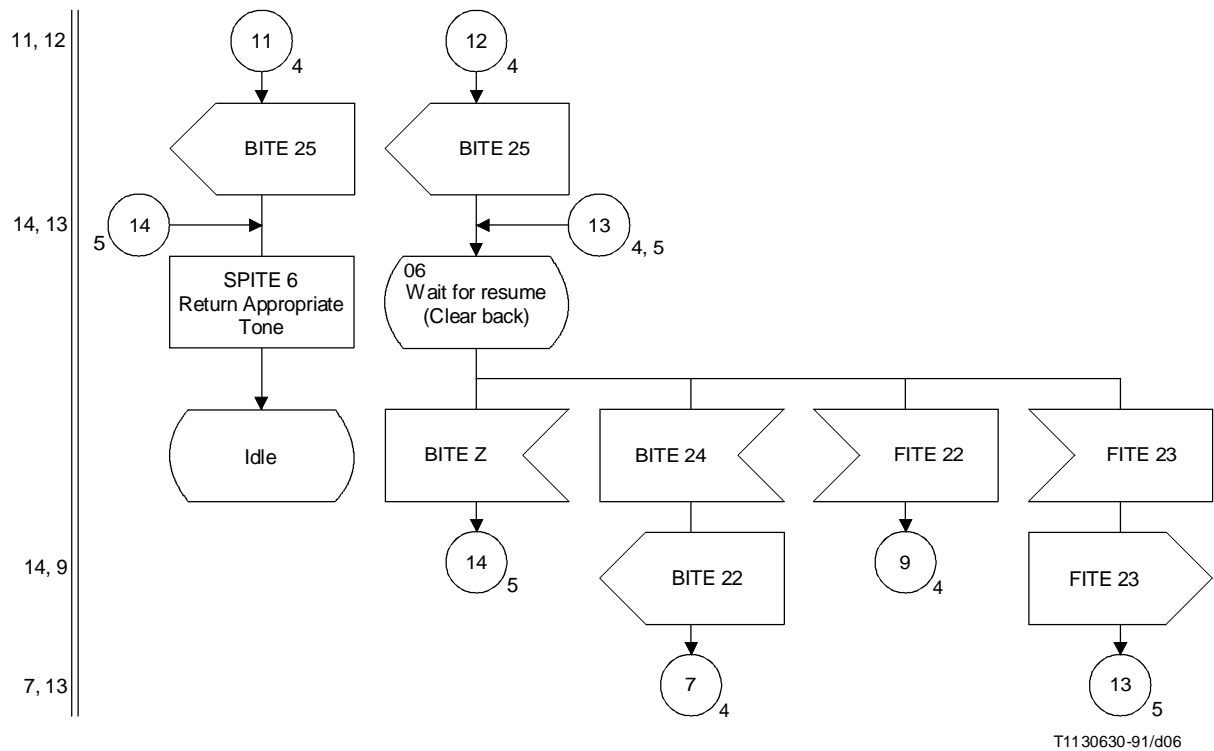 11, 12
11
4
12
4
BITE 25
BITE 25
14, 13
5
14
13
4, 5
SPITE 6
Return Appropriate
Tone
06
Wait for resume
(Clear back)
Idle
BITE Z
BITE 24
FITE 22
FITE 23
14, 9
14
5
BITE 22
9
4
FITE 23
7, 13
7
4
13
5
T1130630-91/d06